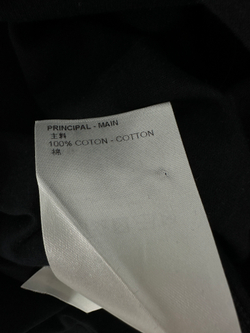 PRINCIPAL - MAIN
主料
100% COTON - COTTON
棉